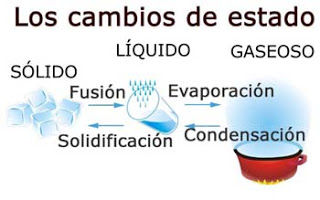 Los cambios de estado
SÓLIDO
LÍQUIDO
GASEOSO
Fusión
Evaporación
Solidificación
Condensación